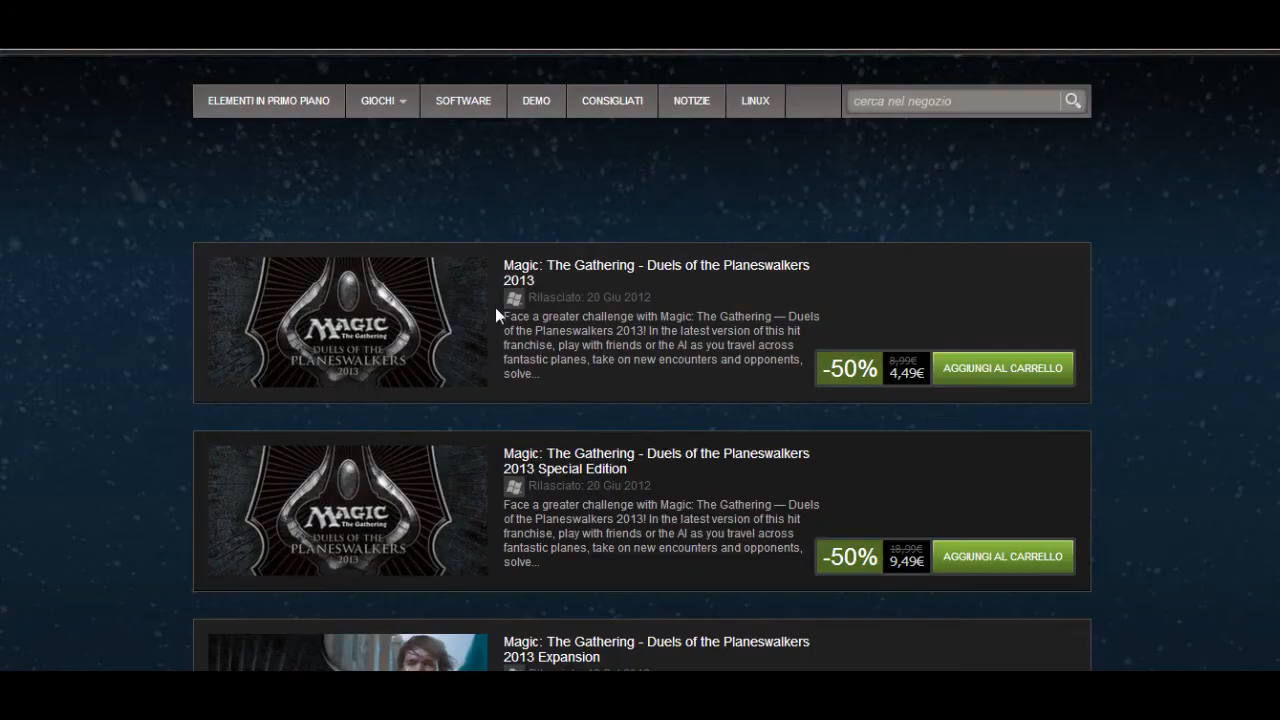 ELEMENTI IN PRIMO PIANO GIOCHI SOFTWARE DEMO CONSIGLIATI NOTIZIE LINUX cerca nel negozio
MAGIC
The Gathering
DUELS OF THE
PLANESWALKERS
2013
Magic: The Gathering - Duels of the Planeswalkers
2013
Rilasciato: 20 Giu 2012
Face a greater challenge with Magic: The Gathering — Duels
of the Planeswalkers 2013! In the latest version of this hit
franchise, play with friends or the AI as you travel across
fantastic planes, take on new encounters and opponents,
solve...
-50%
8,99€
4,49€
AGGIUNGI AL CARRELLO
MAGIC
The Gathering
DUELS OF THE
PLANESWALKERS
2013
Magic: The Gathering - Duels of the Planeswalkers
2013 Special Edition
Rilasciato: 20 Giu 2012
Face a greater challenge with Magic: The Gathering — Duels
of the Planeswalkers 2013! In the latest version of this hit
franchise, play with friends or the AI as you travel across
fantastic planes, take on new encounters and opponents,
solve...
-50%
18,99€
9,49€
AGGIUNGI AL CARRELLO
Magic: The Gathering - Duels of the Planeswalkers
2013 Expansion